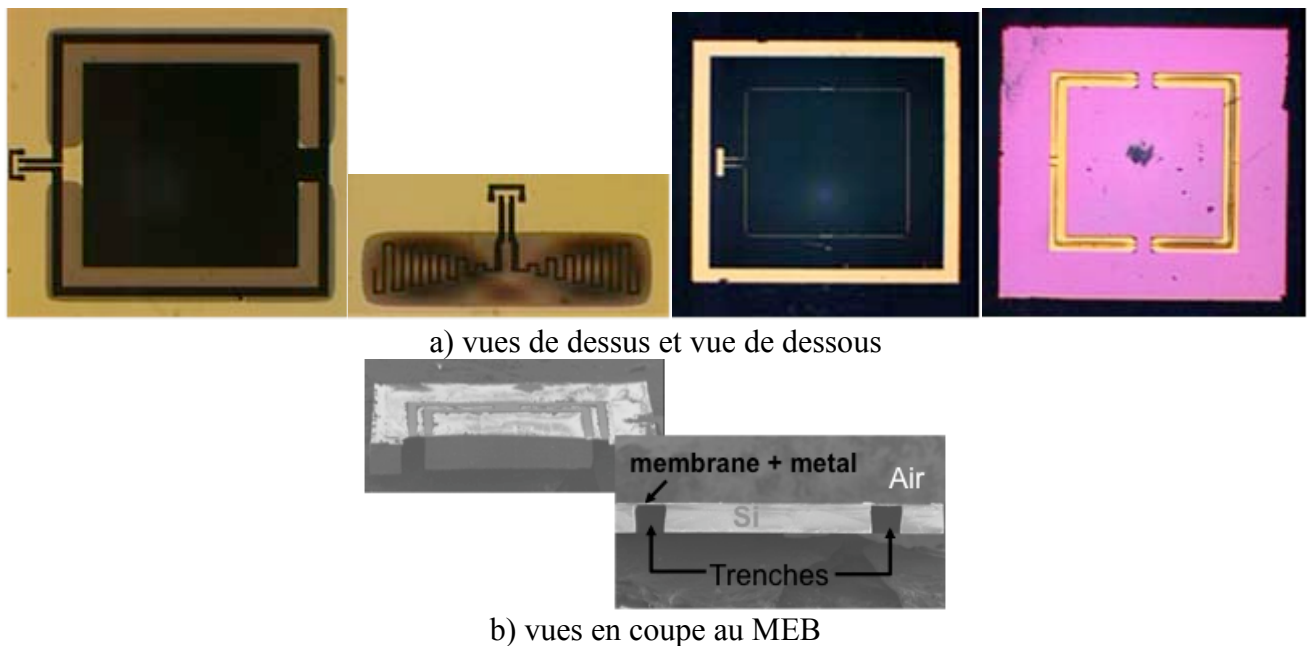 a) vues de dessus et vue de dessous
membrane + metal
Air
Si
Trenches
b) vues en coupe au MEB